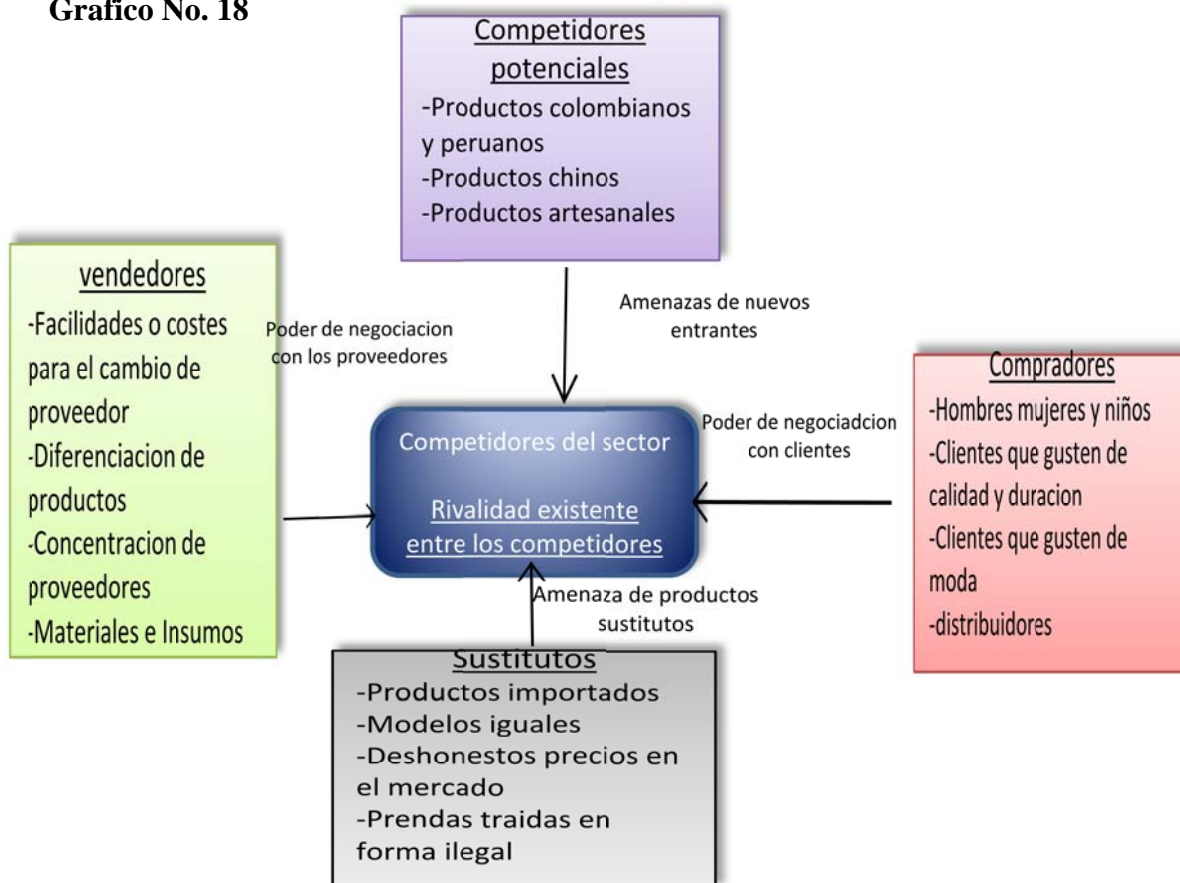 Grafico No. 18
Competidores
potenciales
-Productos colombianos
y peruanos
-Productos chinos
-Productos artesanales
vendedores
-Facilidades o costes
para el cambio de
proveedor
-Diferenciacion de
productos
-Concentracion de
proveedores
-Materiales e Insumos
Poder de negociacion
con los proveedores
Amenazas de nuevos
entrantes
Competidores del sector
Rivalidad existente
entre los competidores
Poder de negociadcion
con clientes
Compradores
-Hombres mujeres y niños
-Clientes que gusten de
calidad y duracion
-Clientes que gusten de
moda
-distribuidores
Amenaza de productos
sustitutos
Sustitutos
-Productos importados
-Modelos iguales
-Deshonestos precios en
el mercado
-Prendas traidas en
forma ilegal